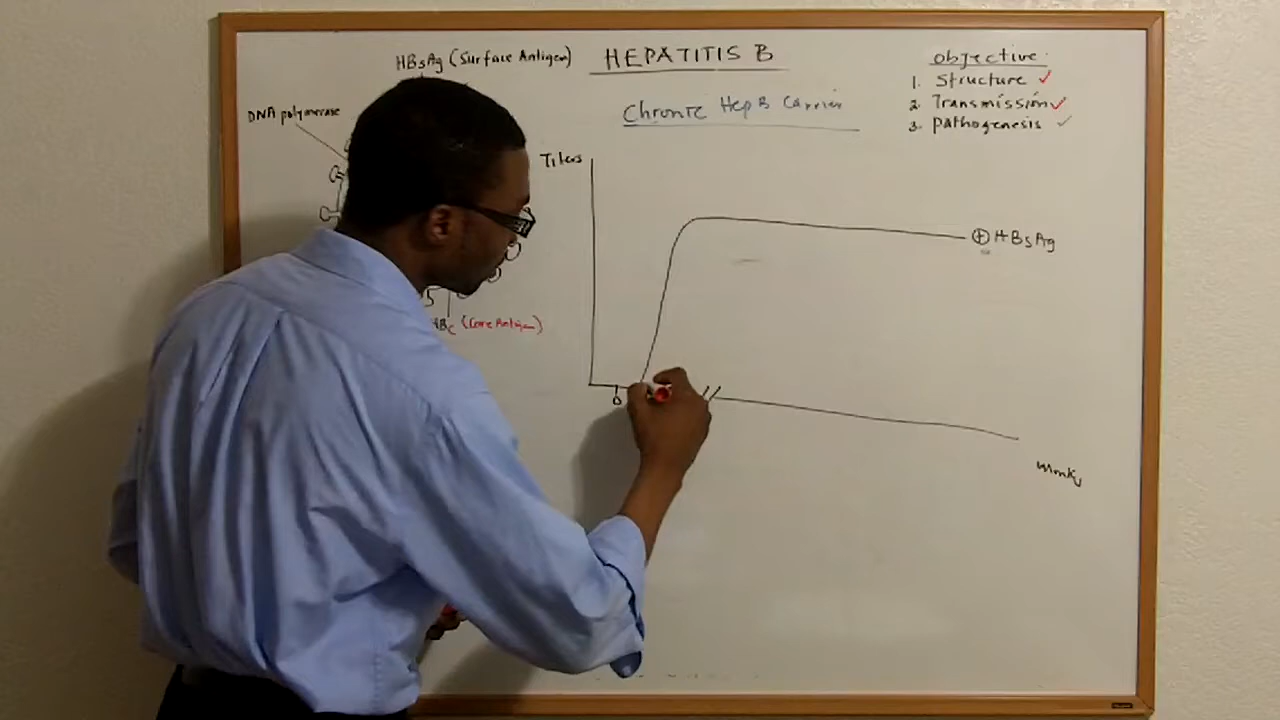 HBsAg (Surface Antigen)
HEPATITIS B
Objective
1. Structure ✓
2. Transmission ✓
3. pathogenesis ✓
Chronic Hep B Carrier
DNA polymerase
Titers
⊕ HBsAg
HBc (Core Antigen)
0